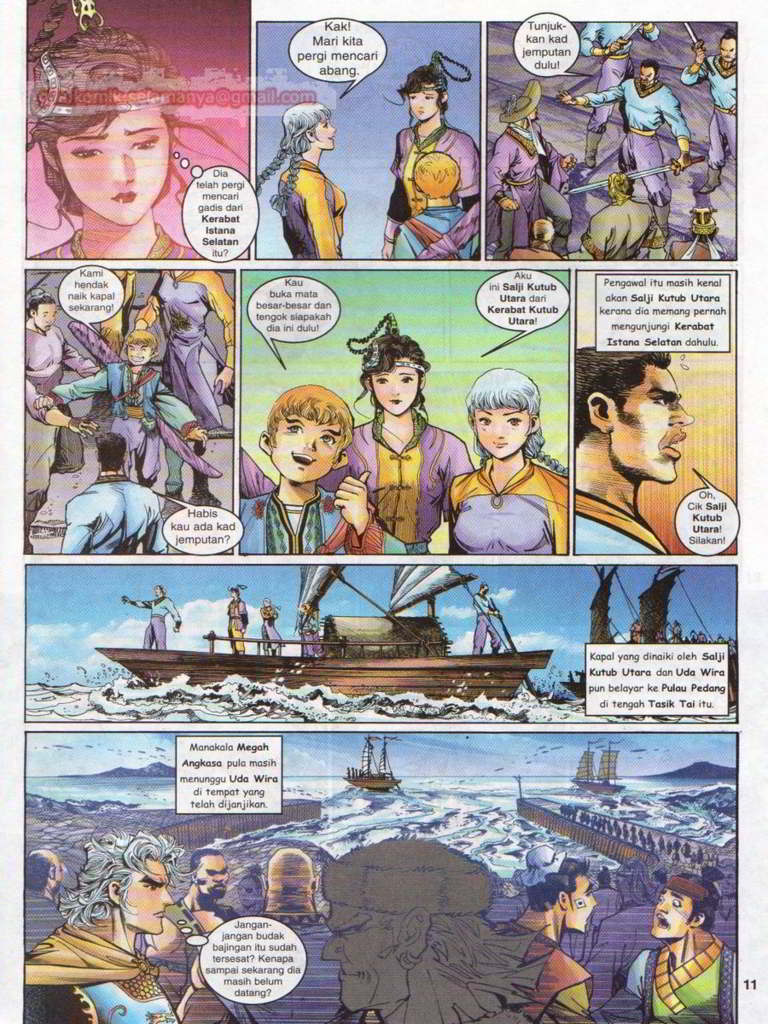 Dia
telah pergi
mencari
gadis dari
Kerabat
Istana
Selatan
itu?
Kak!
Mari kita
pergi mencari
abang.
Tunjuk-
kan kad
jemputan
dulu!
Kami
hendak
naik kapal
sekarang!
Habis
kau ada kad
jemputan?
Kau
buka mata
besar-besar dan
tengok siapakah
dia ini dulu!
Aku
ini Salji Kutub
Utara dari
Kerabat Kutub
Utara!
Pengawal itu masih kenal
akan Salji Kutub Utara
kerana dia memang pernah
mengunjungi Kerabat
Istana Selatan dahulu.
Oh,
Cik Salji
Kutub
Utara!
Silakan!
Kapal yang dinaiki oleh Salji
Kutub Utara dan Uda Wira
pun belayar ke Pulau Pedang
di tengah Tasik Tai itu.
Manakala Megah
Angkasa pula masih
menunggu Uda Wira
di tempat yang
telah dijanjikan.
Jangan-
jangan budak
bajingan itu sudah
tersesat? Kenapa
sampai sekarang dia
masih belum
datang?
11